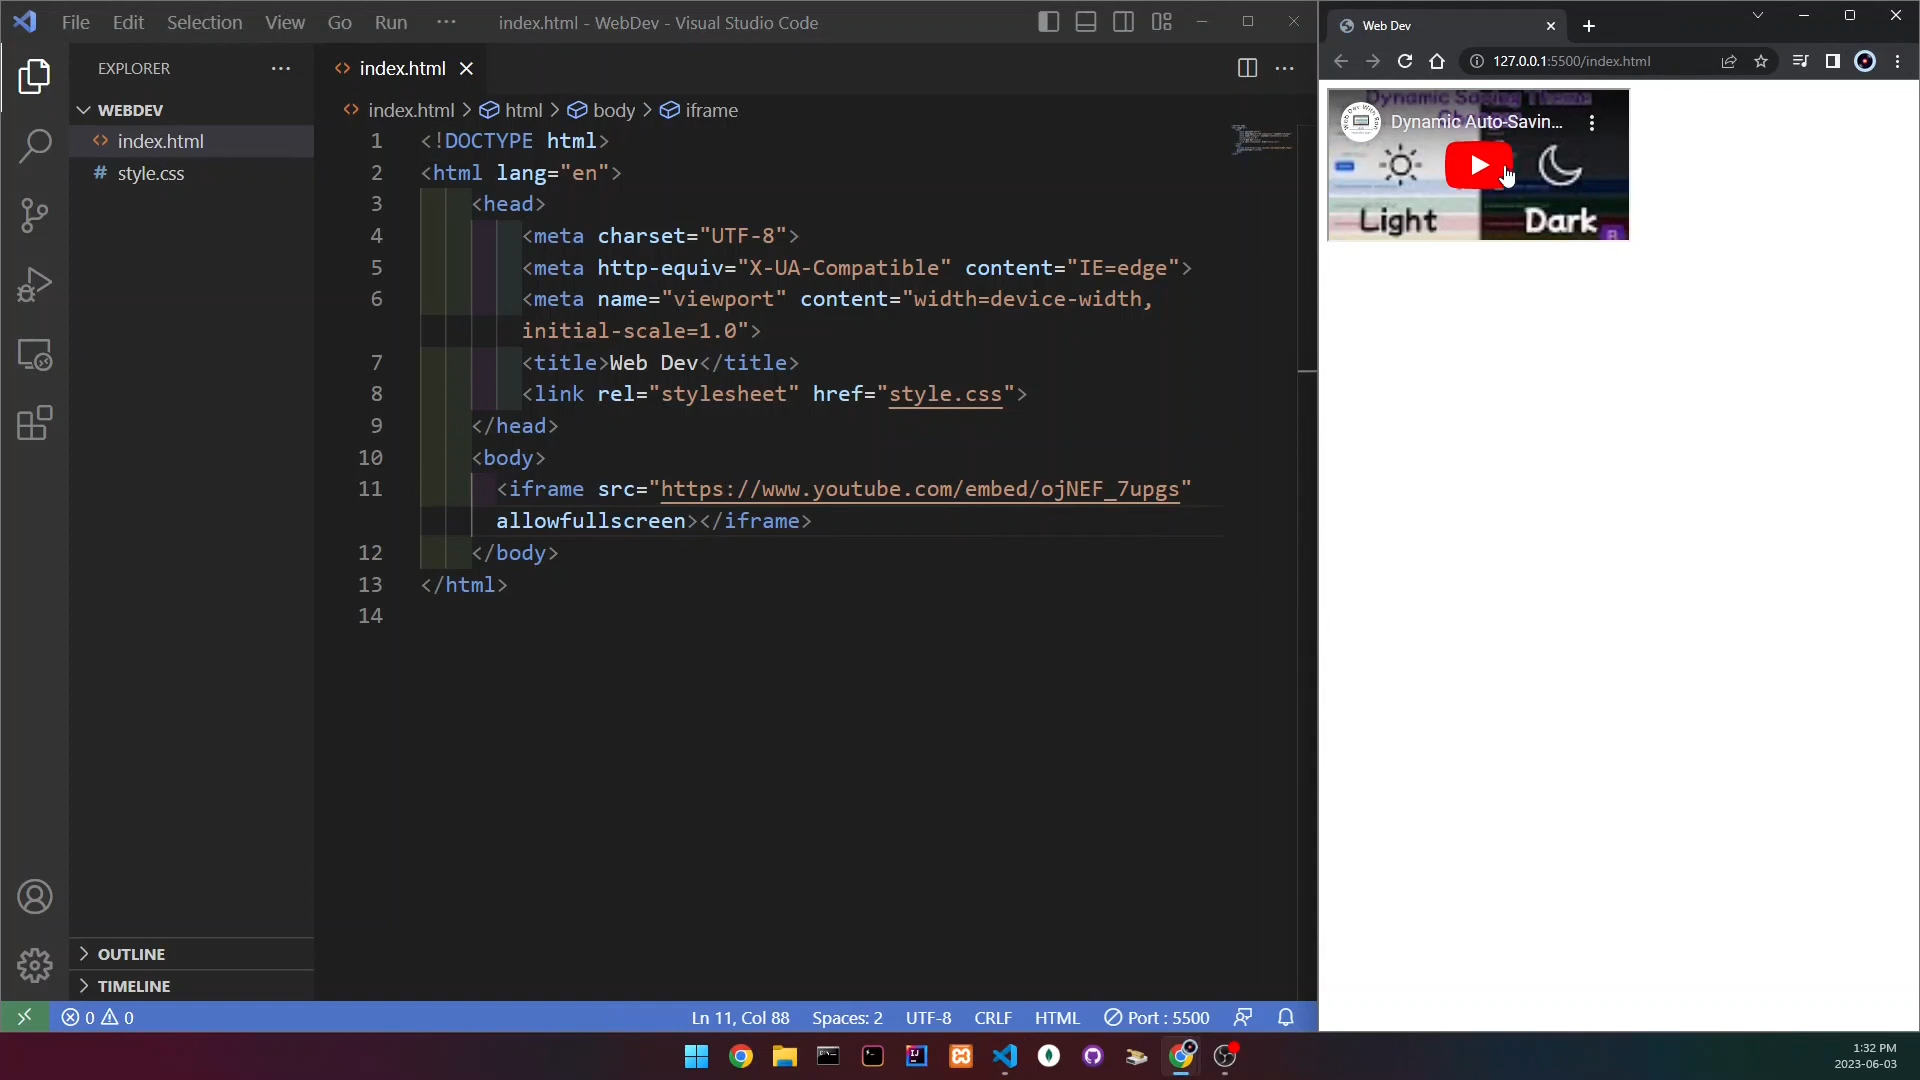 File Edit Selection View Go Run ··· index.html - WebDev - Visual Studio Code
EXPLORER ···
WEBDEV
index.html
# style.css
OUTLINE
TIMELINE
index.html
index.html > html > body > iframe
1 <!DOCTYPE html>
2 <html lang="en">
3 <head>
4 <meta charset="UTF-8">
5 <meta http-equiv="X-UA-Compatible" content="IE=edge">
6 <meta name="viewport" content="width=device-width,
initial-scale=1.0">
7 <title>Web Dev</title>
8 <link rel="stylesheet" href="style.css">
9 </head>
10 <body>
11 <iframe src="https://www.youtube.com/embed/ojNEF_7upgs"
allowfullscreen></iframe>
12 </body>
13 </html>
14
0 0 Ln 11, Col 88 Spaces: 2 UTF-8 CRLF HTML Port : 5500
Web Dev
127.0.0.1:5500/index.html
Dynamic Saving Theme
Dynamic Auto-Savin...
Light Dark
1:32 PM
2023-06-03